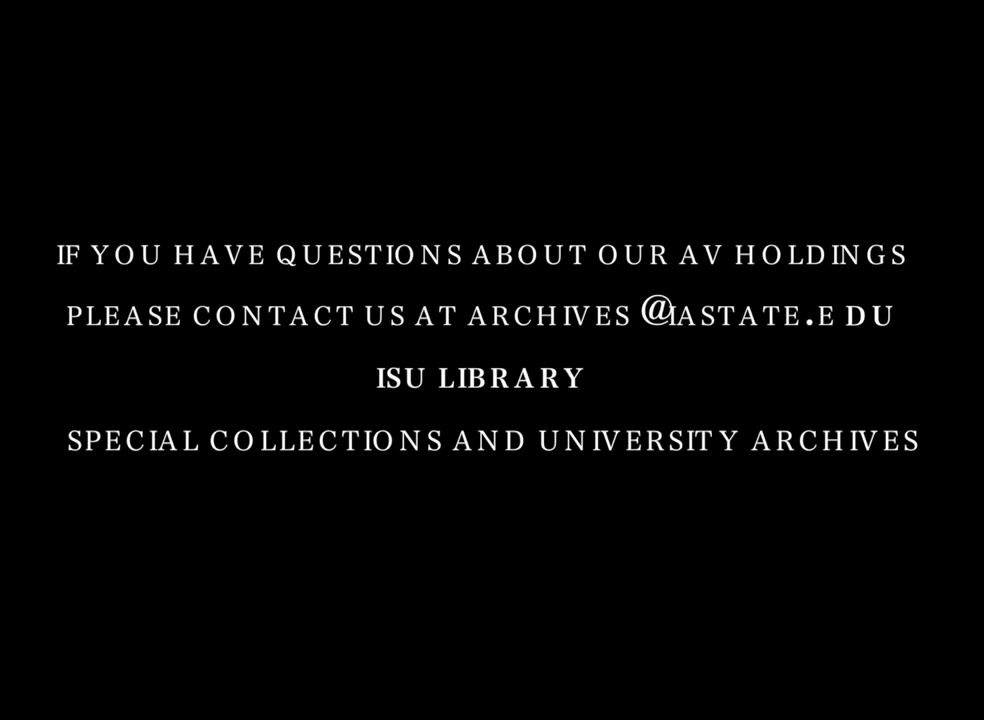 IF YOU HAVE QUESTIONS ABOUT OUR AV HOLDINGS
PLEASE CONTACT US AT ARCHIVES @IASTATE.EDU
ISU LIBRARY
SPECIAL COLLECTIONS AND UNIVERSITY ARCHIVES